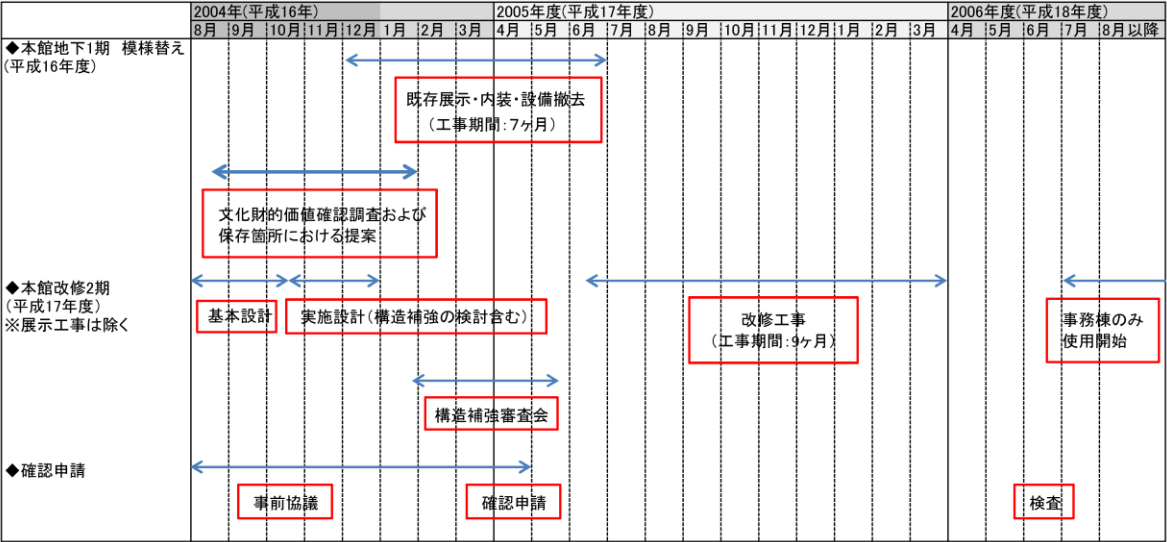 2004年(平成16年) 2005年度(平成17年度) 2006年度(平成18年度)
8月 9月 10月 11月 12月 1月 2月 3月 4月 5月 6月 7月 8月 9月 10月 11月 12月 1月 2月 3月 4月 5月 6月 7月 8月以降
◆本館地下1期 模様替え
(平成16年度)
既存展示・内装・設備撤去
(工事期間:7ヶ月)
文化財的価値確認調査および
保存箇所における提案
◆本館改修2期
(平成17年度)
※展示工事は除く
基本設計
実施設計(構造補強の検討含む)
改修工事
(工事期間:9ヶ月)
事務棟のみ
使用開始
構造補強審査会
◆確認申請
事前協議
確認申請
検査